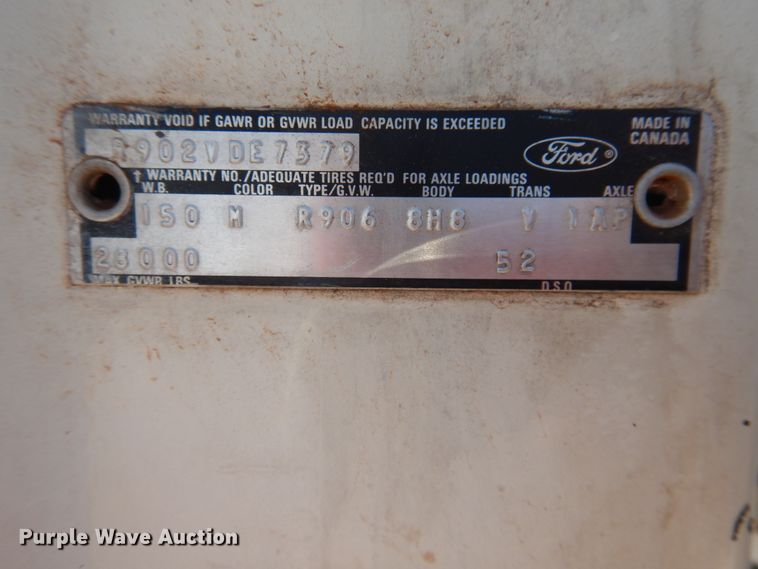 WARRANTY VOID IF GAWR OR GVWR LOAD CAPACITY IS EXCEEDED
MADE IN
CANADA
R902VDE7379
Ford ®
† WARRANTY NO./ADEQUATE TIRES REQ'D FOR AXLE LOADINGS
W.B. COLOR TYPE/G.V.W. BODY TRANS AXLE
150 M R906 8H8 V 1AP
23000 52
MAX GVWR LBS D.S.O
Purple Wave Auction